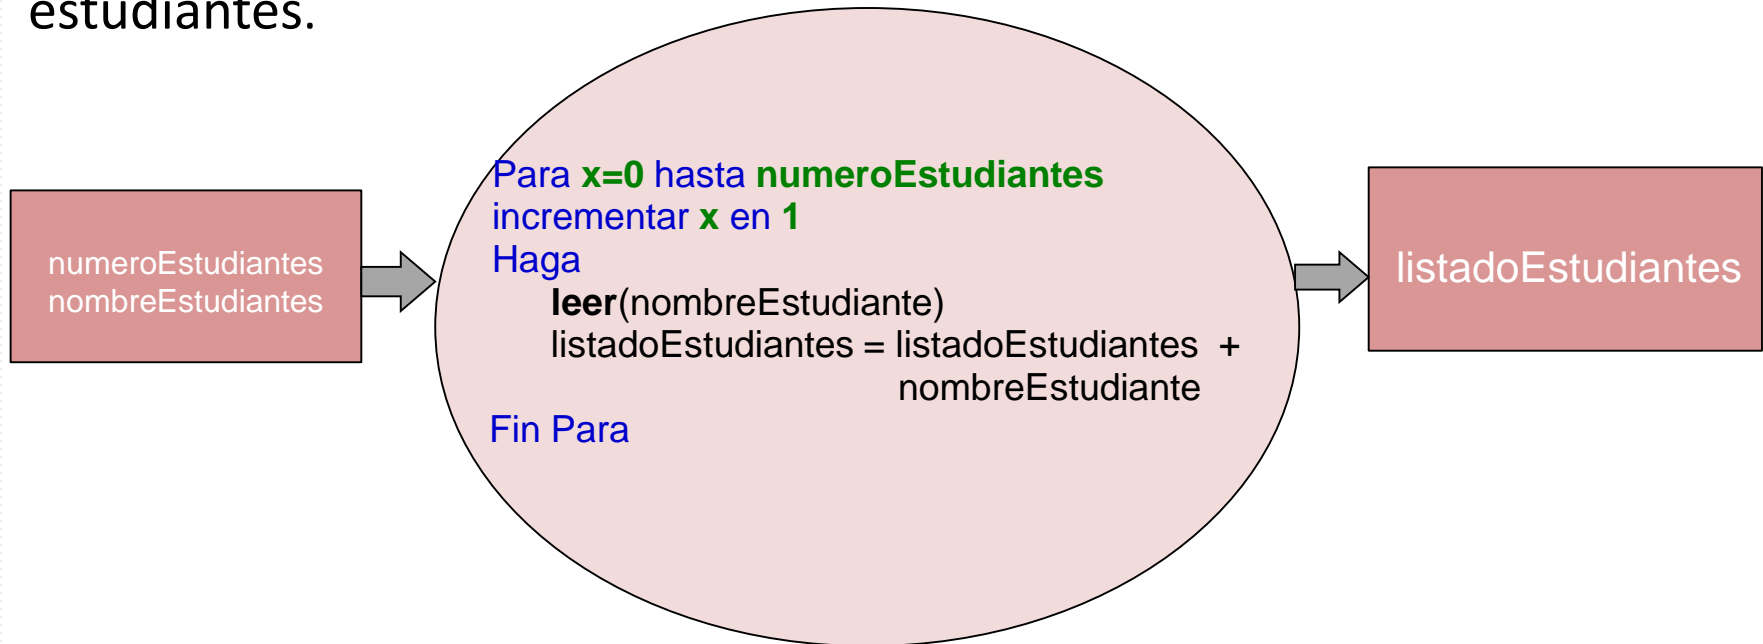 estudiantes.
numeroEstudiantes
nombreEstudiantes
Para x=0 hasta numeroEstudiantes
incrementar x en 1
Haga
leer(nombreEstudiante)
listadoEstudiantes = listadoEstudiantes +
nombreEstudiante
Fin Para
listadoEstudiantes